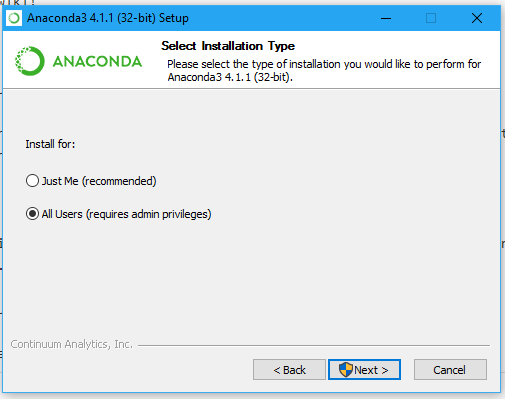 Anaconda3 4.1.1 (32-bit) Setup
ANACONDA
Select Installation Type
Please select the type of installation you would like to perform for
Anaconda3 4.1.1 (32-bit).
Install for:
Just Me (recommended)
All Users (requires admin privileges)
Continuum Analytics, Inc.
< Back
Next >
Cancel